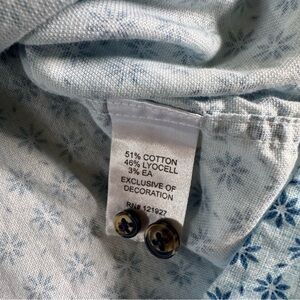 51% COTTON
46% LYOCELL
3% EA
EXCLUSIVE OF
DECORATION
RN# 121927